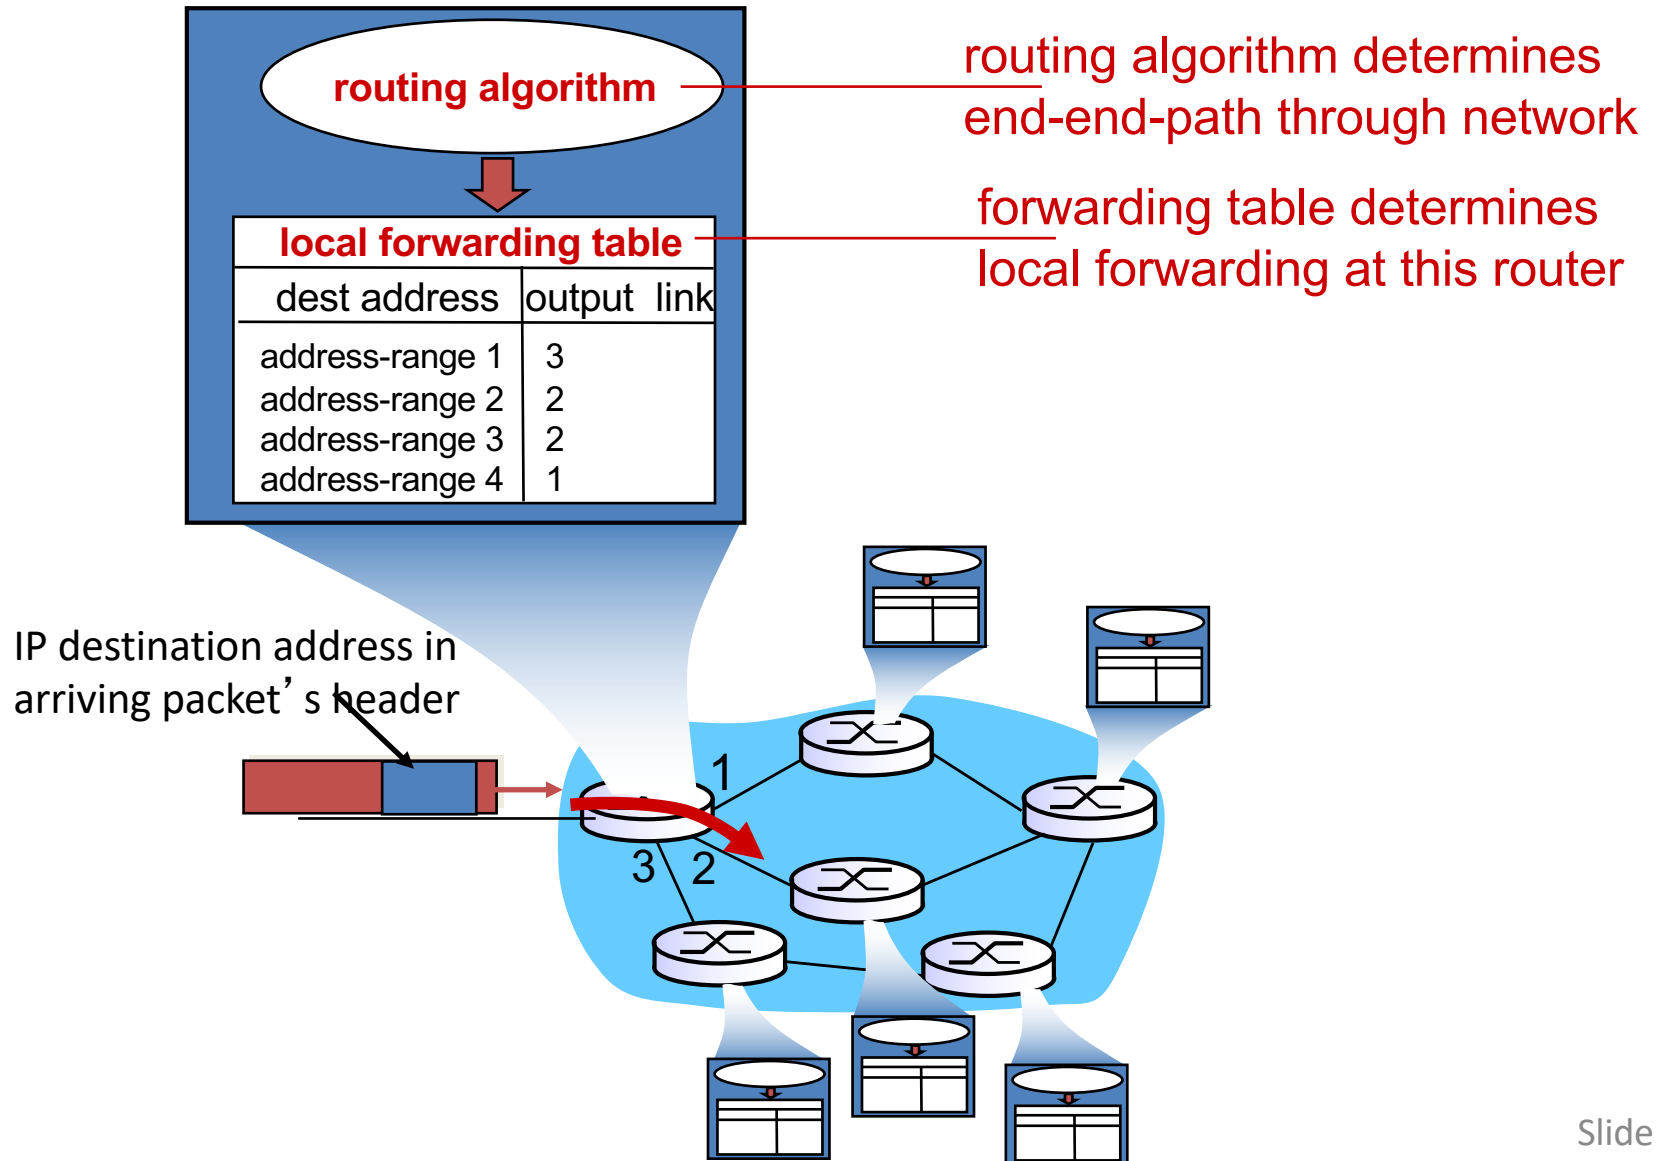 routing algorithm
routing algorithm determines
end-end-path through network
local forwarding table
forwarding table determines
local forwarding at this router
dest address output link
address-range 1 3
address-range 2 2
address-range 3 2
address-range 4 1
IP destination address in
arriving packet’s header
1
3 2
Slide